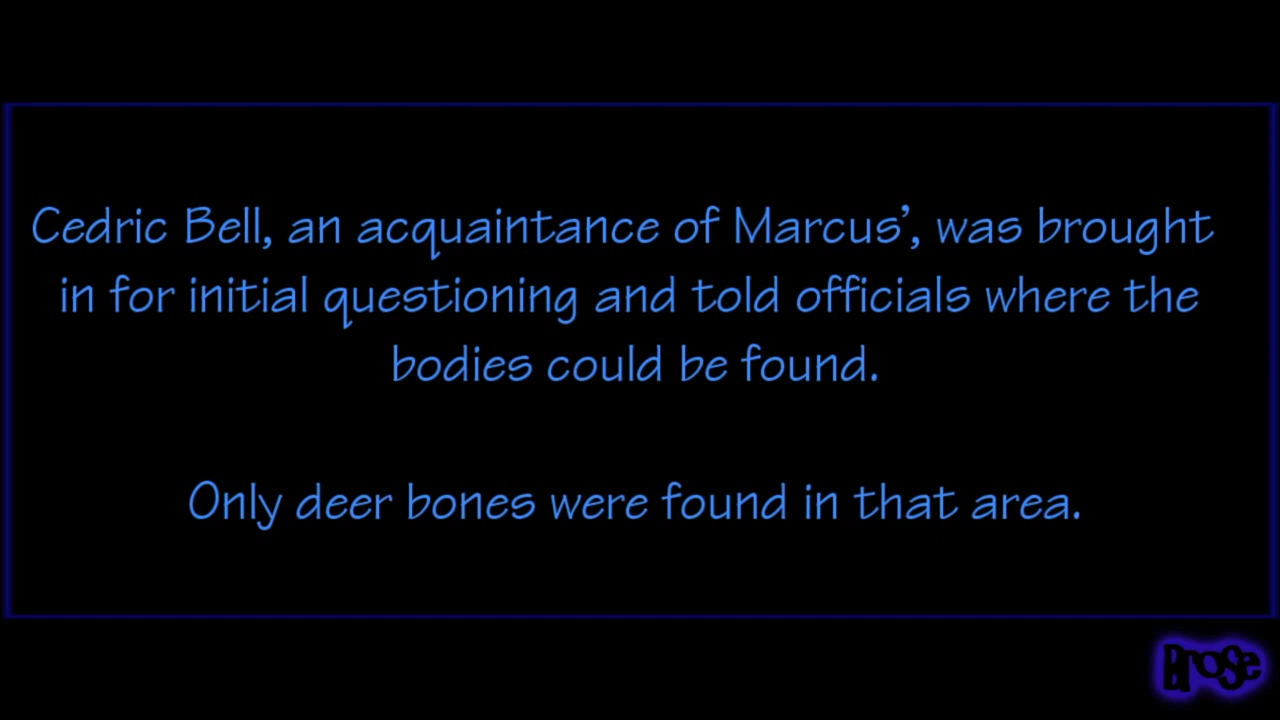 Cedric Bell, an acquaintance of Marcus’, was brought
in for initial questioning and told officials where the
bodies could be found.
Only deer bones were found in that area.
Brose